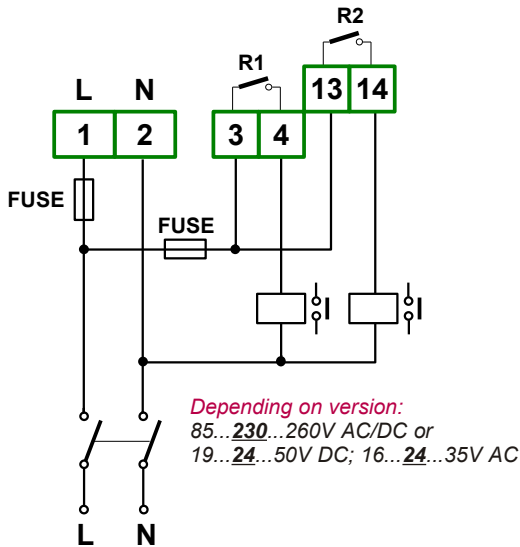 R2
R1
L N
13 14
1 2 3 4
FUSE
FUSE
Depending on version:
85...230...260V AC/DC or
19...24...50V DC; 16...24...35V AC
L N